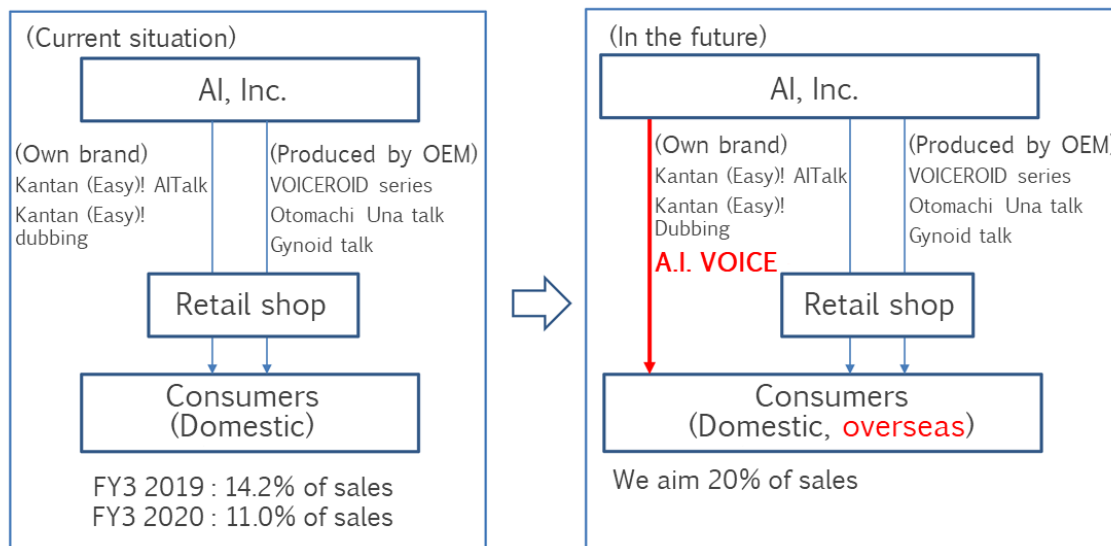 (Current situation)
AI, Inc.
(Own brand)
Kantan (Easy)! AITalk
Kantan (Easy)!
dubbing
(Produced by OEM)
VOICEROID series
Otomachi Una talk
Gynoid talk
Retail shop
Consumers
(Domestic)
FY3 2019 : 14.2% of sales
FY3 2020 : 11.0% of sales
(In the future)
AI, Inc.
(Own brand)
Kantan (Easy)! AITalk
Kantan (Easy)!
Dubbing
A.I. VOICE
(Produced by OEM)
VOICEROID series
Otomachi Una talk
Gynoid talk
Retail shop
Consumers
(Domestic, overseas)
We aim 20% of sales